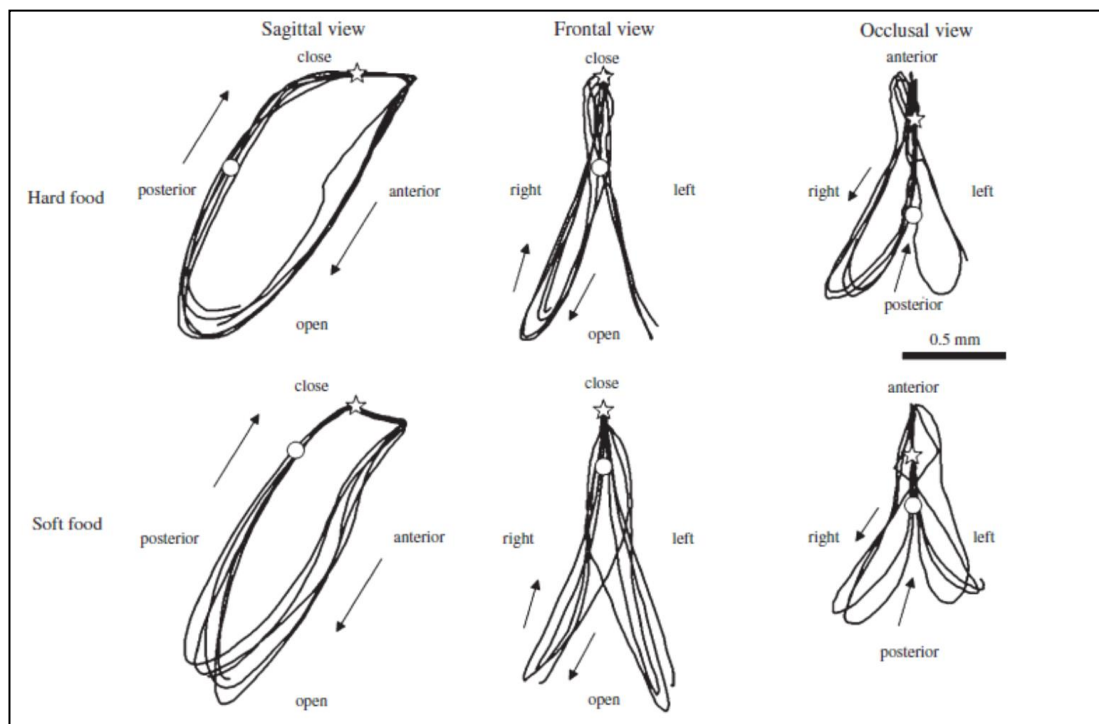 Sagittal view
Frontal view
Occlusal view
close
close
anterior
Hard food
posterior
anterior
right
left
right
left
open
open
posterior
0.5 mm
close
close
anterior
Soft food
posterior
anterior
right
left
right
left
open
open
posterior